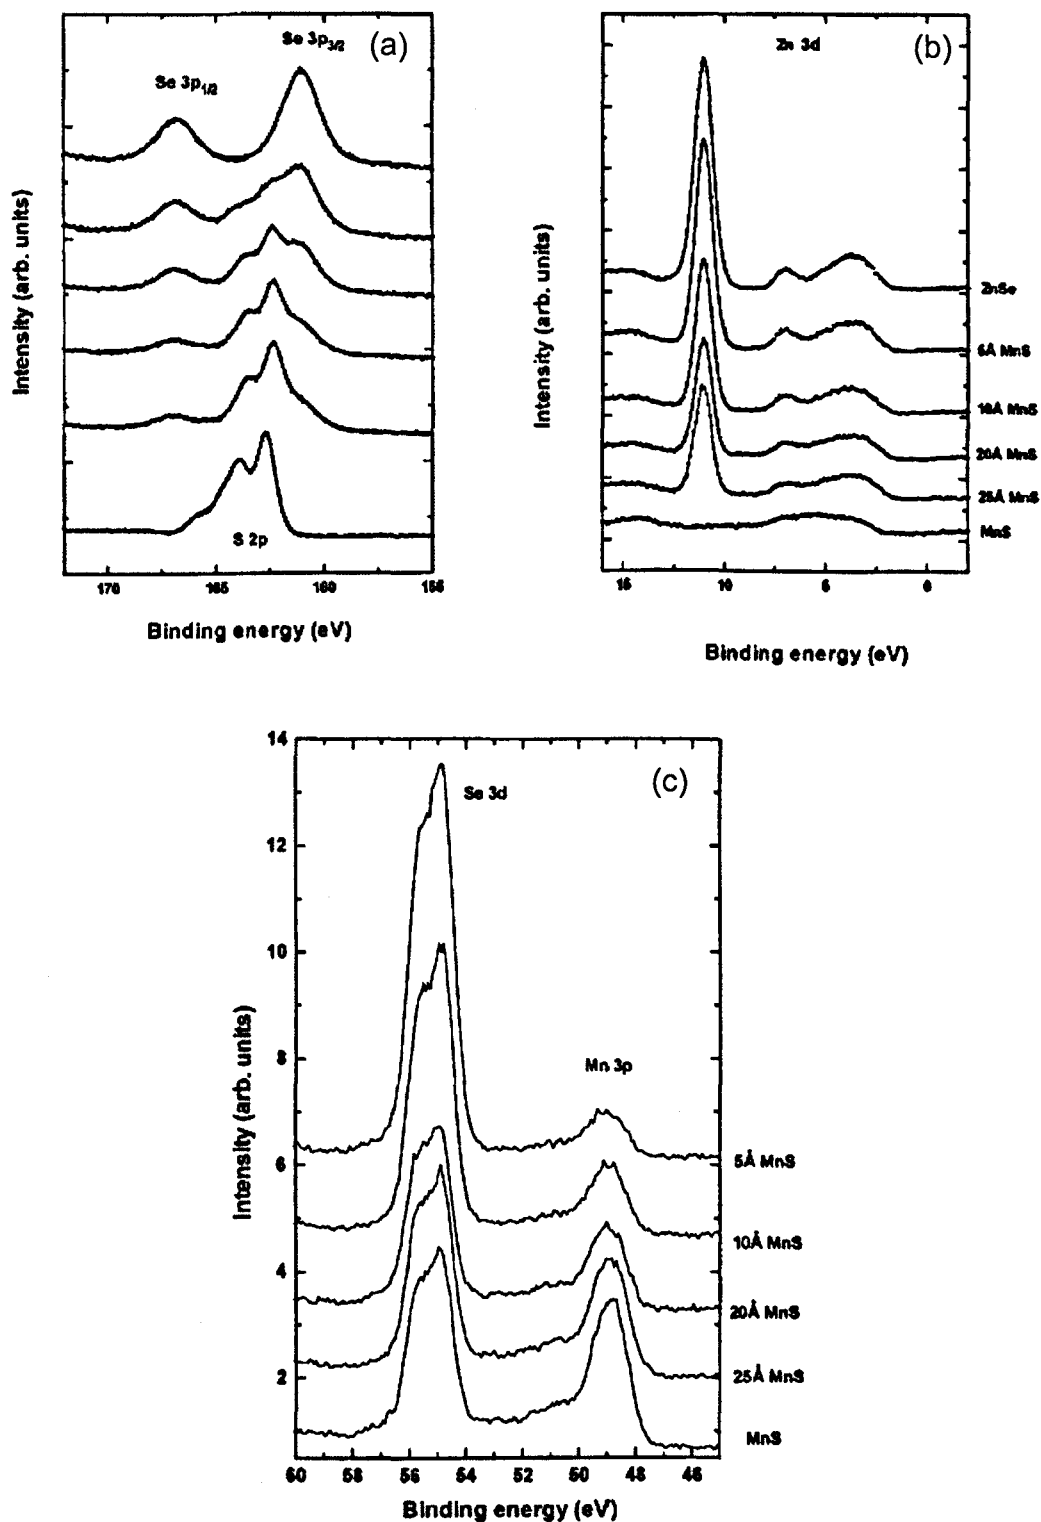 (a)
Se 3p3/2
Se 3p1/2
S 2p
Intensity (arb. units)
170
165
160
155
Binding energy (eV)
(b)
Zn 3d
ZnSe
5Å MnS
10Å MnS
20Å MnS
25Å MnS
MnS
Intensity (arb. units)
15
10
5
0
Binding energy (eV)
(c)
Se 3d
Mn 3p
14
12
10
8
6
4
2
5Å MnS
10Å MnS
20Å MnS
25Å MnS
MnS
Intensity (arb. units)
60
58
56
54
52
50
48
46
Binding energy (eV)